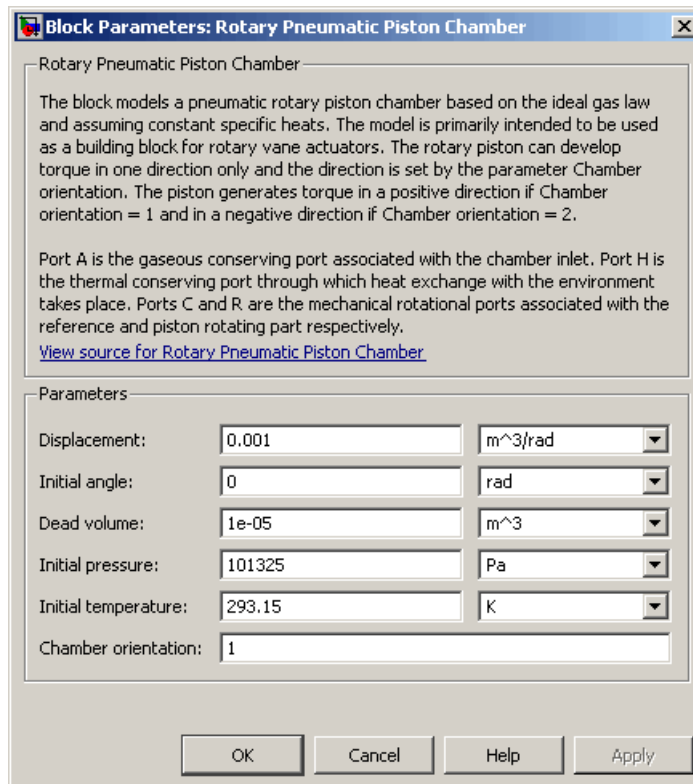 Block Parameters: Rotary Pneumatic Piston Chamber
Rotary Pneumatic Piston Chamber
The block models a pneumatic rotary piston chamber based on the ideal gas law
and assuming constant specific heats. The model is primarily intended to be used
as a building block for rotary vane actuators. The rotary piston can develop
torque in one direction only and the direction is set by the parameter Chamber
orientation. The piston generates torque in a positive direction if Chamber
orientation = 1 and in a negative direction if Chamber orientation = 2.
Port A is the gaseous conserving port associated with the chamber inlet. Port H is
the thermal conserving port through which heat exchange with the environment
takes place. Ports C and R are the mechanical rotational ports associated with the
reference and piston rotating part respectively.
View source for Rotary Pneumatic Piston Chamber
Parameters
Displacement: 0.001 m^3/rad
Initial angle: 0 rad
Dead volume: 1e-05 m^3
Initial pressure: 101325 Pa
Initial temperature: 293.15 K
Chamber orientation: 1
OK Cancel Help Apply